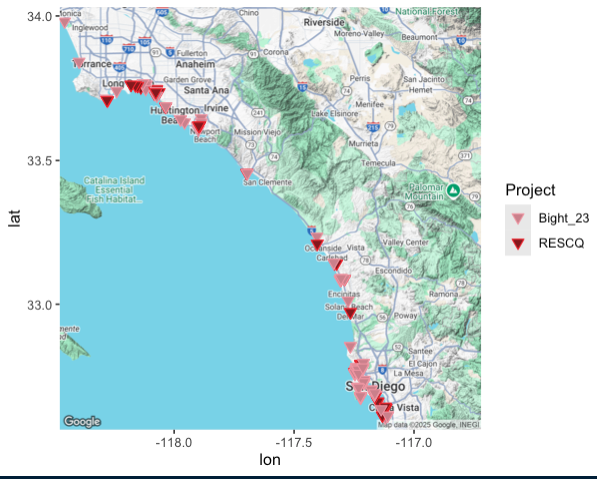 34.0
33.5
33.0
lat
-118.0
-117.5
-117.0
lon
Project
Bight_23
RESCQ
Inglewood
Chino
Riverside
National Forest
Moreno-Valley
Beaumont
Fullerton
Corona
Anaheim
Garden Grove
Santa Ana
Perris
San Jacinto
Hemet
Huntington
Irvine
Lake Elsinore
Menifee
Beach
Mission Viejo
Murrieta
Temecula
San Clemente
Catalina Island
Essential
Fish Habitat...
Palomar
Mountain
Oceanside
Vista
Carlsbad
Valley Center
Escondido
Encinitas
Ramona
Solana Beach
Del Mar
Poway
Santee
El Cajon
La Mesa
San Diego
Chula Vista
Google
Map data ©2025 Google, INEGI